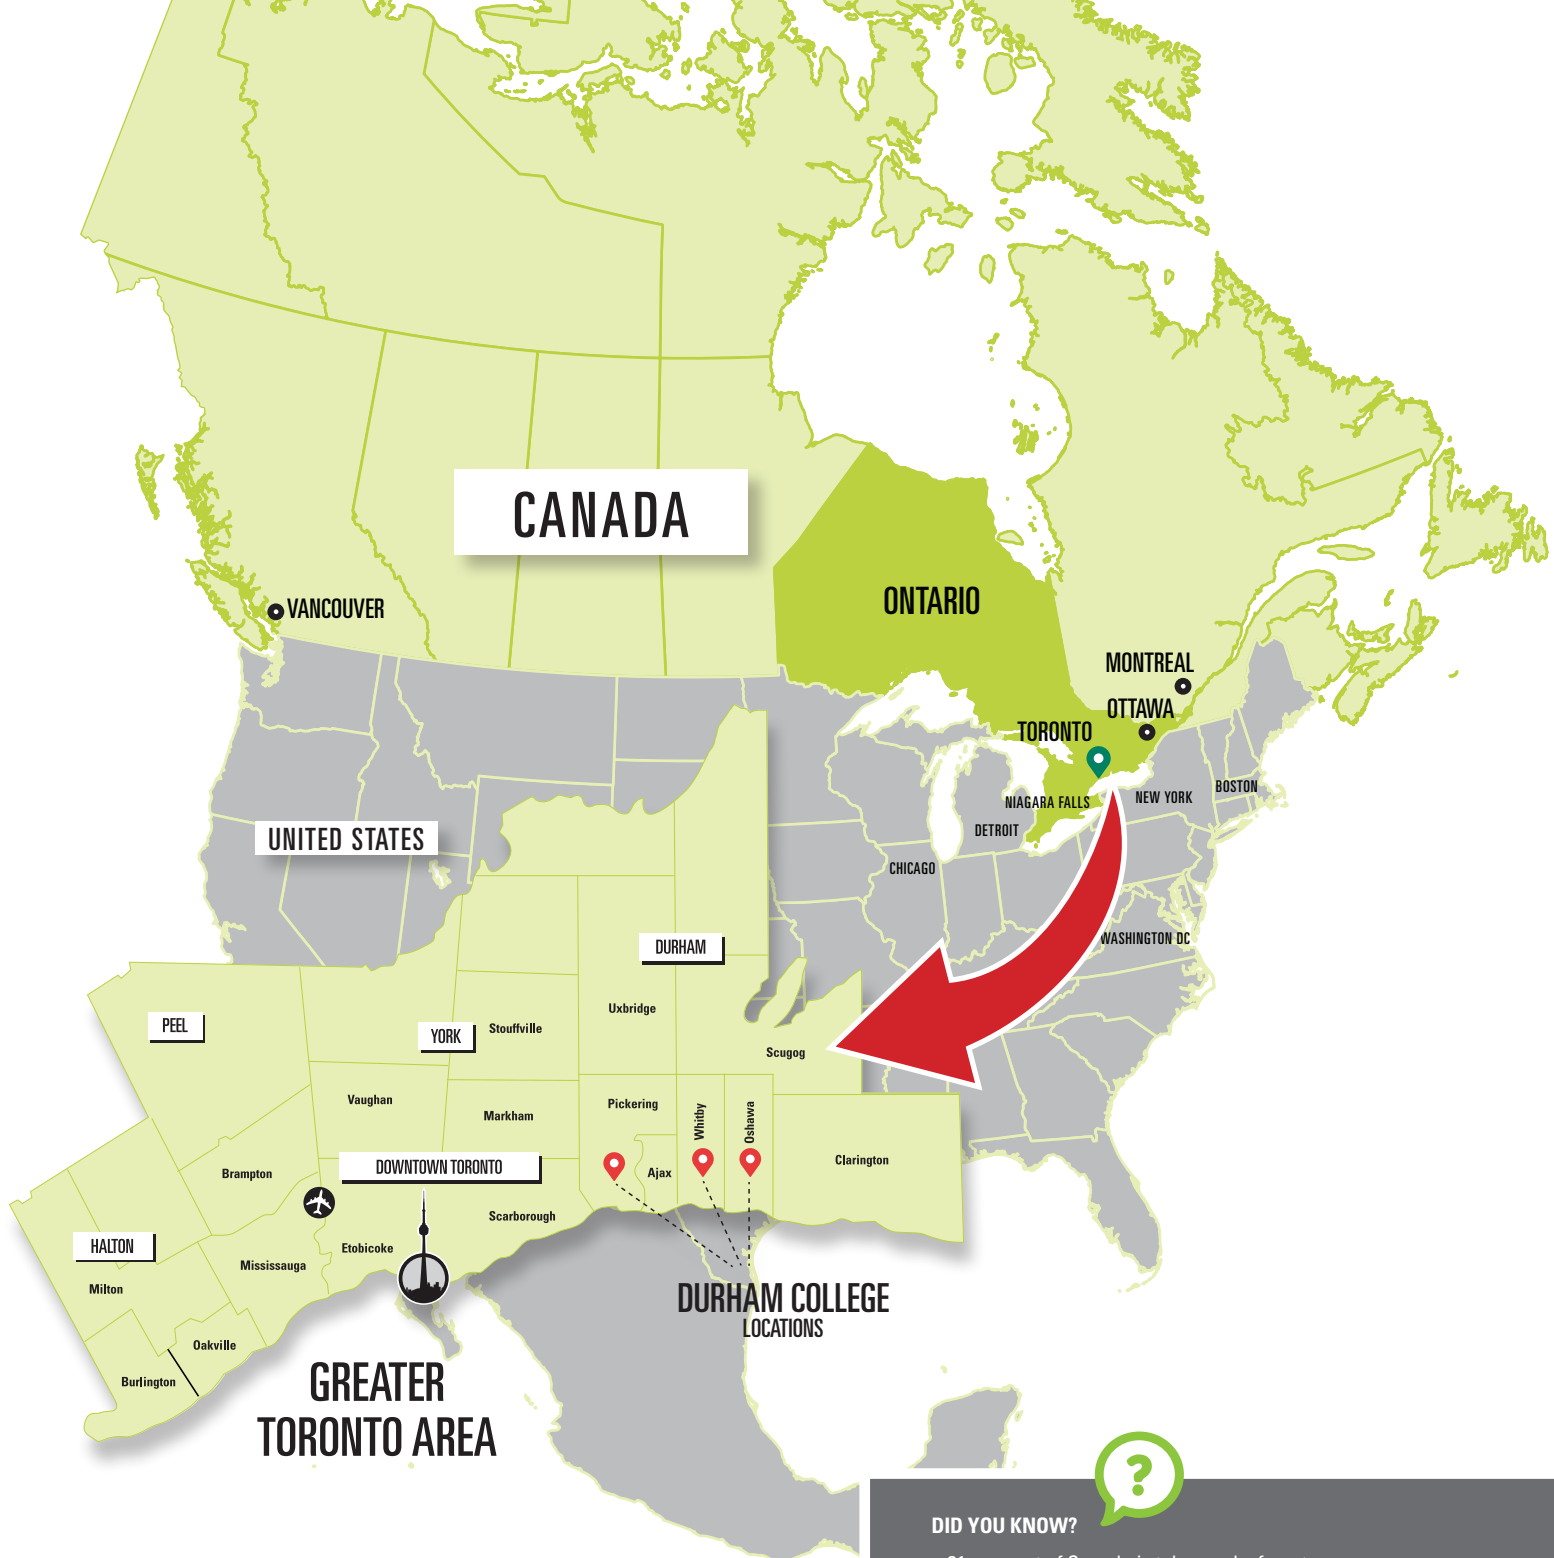 CANADA
ONTARIO
VANCOUVER
MONTREAL
OTTAWA
TORONTO
NIAGARA FALLS
NEW YORK
BOSTON
DETROIT
UNITED STATES
CHICAGO
WASHINGTON DC
DURHAM
Uxbridge
PEEL
YORK
Stouffville
Scugog
Vaughan
Markham
Pickering
Whitby
Oshawa
Brampton
DOWNTOWN TORONTO
Ajax
Clarington
Scarborough
HALTON
Etobicoke
Mississauga
Milton
Oakville
Burlington
DURHAM COLLEGE
LOCATIONS
GREATER
TORONTO AREA
?
DID YOU KNOW?